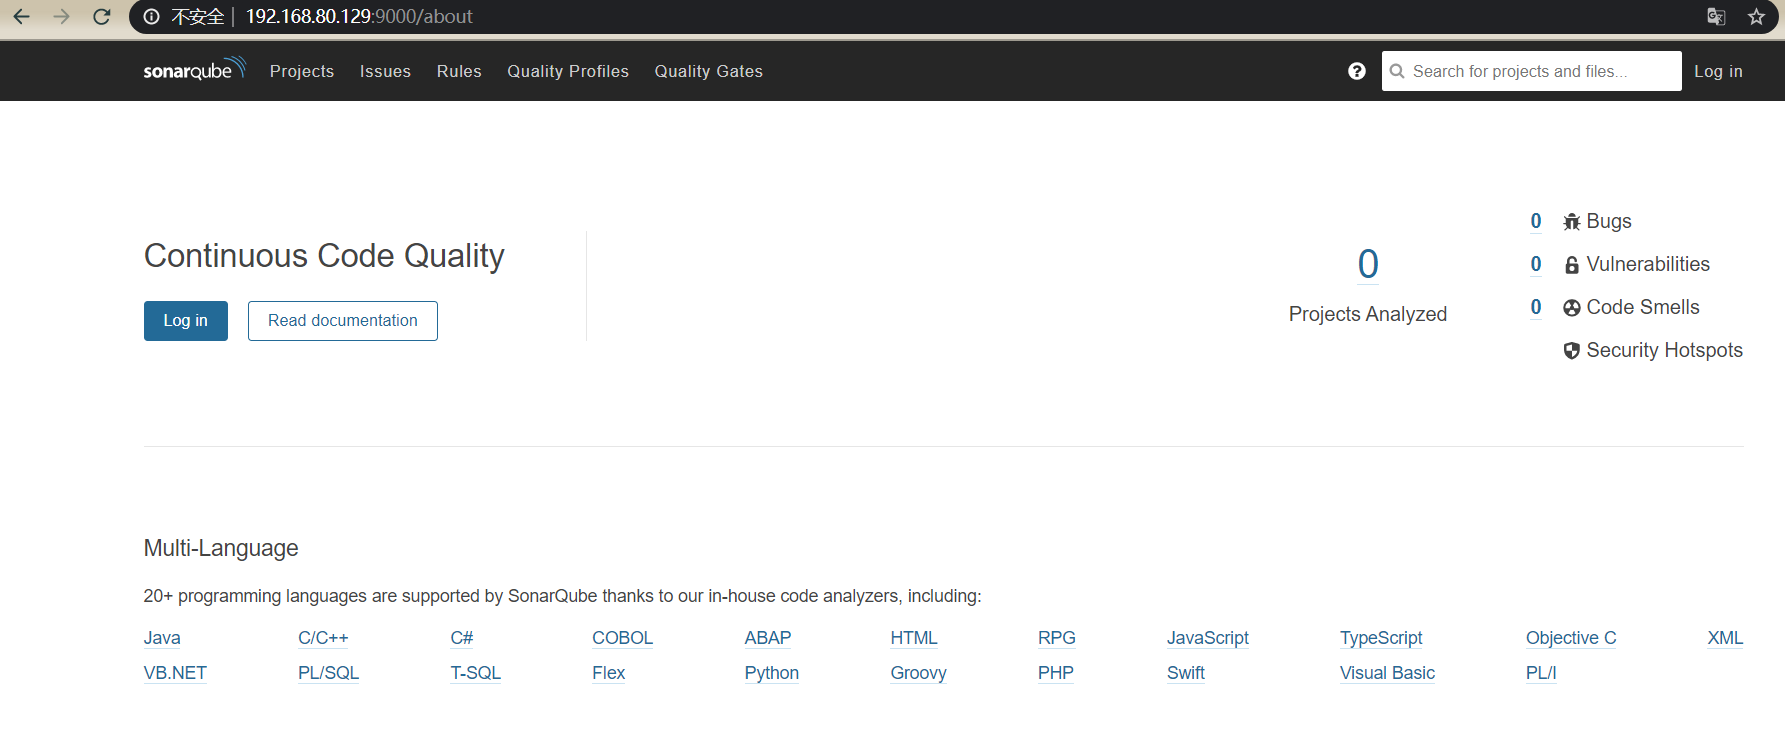 不安全 192.168.80.129:9000/about
sonarqube Projects Issues Rules Quality Profiles Quality Gates ? Search for projects and files... Log in
Continuous Code Quality
Log in Read documentation
0
Projects Analyzed
0 Bugs
0 Vulnerabilities
0 Code Smells
Security Hotspots
Multi-Language
20+ programming languages are supported by SonarQube thanks to our in-house code analyzers, including:
Java C/C++ C# COBOL ABAP HTML RPG JavaScript TypeScript Objective C XML
VB.NET PL/SQL T-SQL Flex Python Groovy PHP Swift Visual Basic PL/I